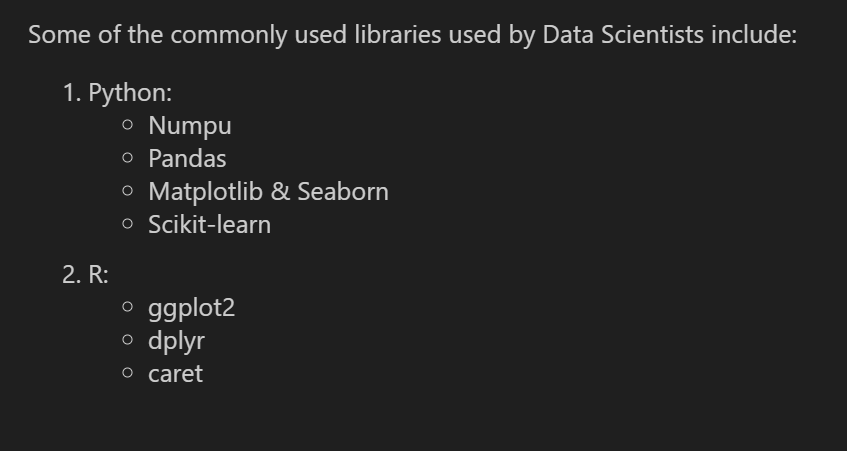 Some of the commonly used libraries used by Data Scientists include:
1. Python:
○ Numpu
○ Pandas
○ Matplotlib & Seaborn
○ Scikit-learn
2. R:
○ ggplot2
○ dplyr
○ caret